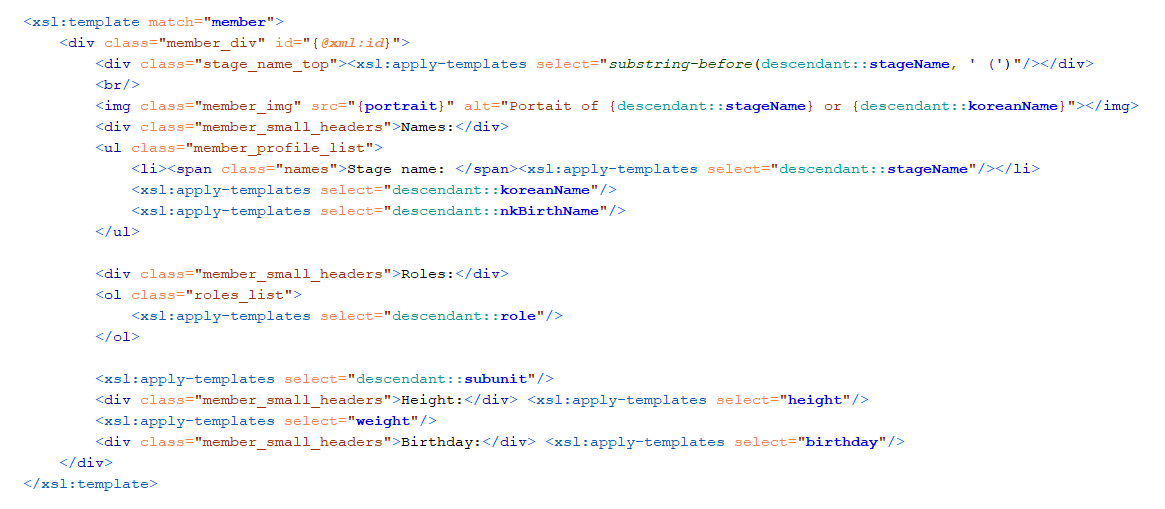 <xsl:template match="member">
<div class="member_div" id="{@xml:id}">
<div class="stage_name_top"><xsl:apply-templates select="substring-before(descendant::stageName, ' (')"/></div>
<br/>
<img class="member_img" src="{portrait}" alt="Portait of {descendant::stageName} or {descendant::koreanName}"></img>
<div class="member_small_headers">Names:</div>
<ul class="member_profile_list">
<li><span class="names">Stage name: </span><xsl:apply-templates select="descendant::stageName"/></li>
<xsl:apply-templates select="descendant::koreanName"/>
<xsl:apply-templates select="descendant::nkBirthName"/>
</ul>
<div class="member_small_headers">Roles:</div>
<ol class="roles_list">
<xsl:apply-templates select="descendant::role"/>
</ol>
<xsl:apply-templates select="descendant::subunit"/>
<div class="member_small_headers">Height:</div> <xsl:apply-templates select="height"/>
<xsl:apply-templates select="weight"/>
<div class="member_small_headers">Birthday:</div> <xsl:apply-templates select="birthday"/>
</div>
</xsl:template>